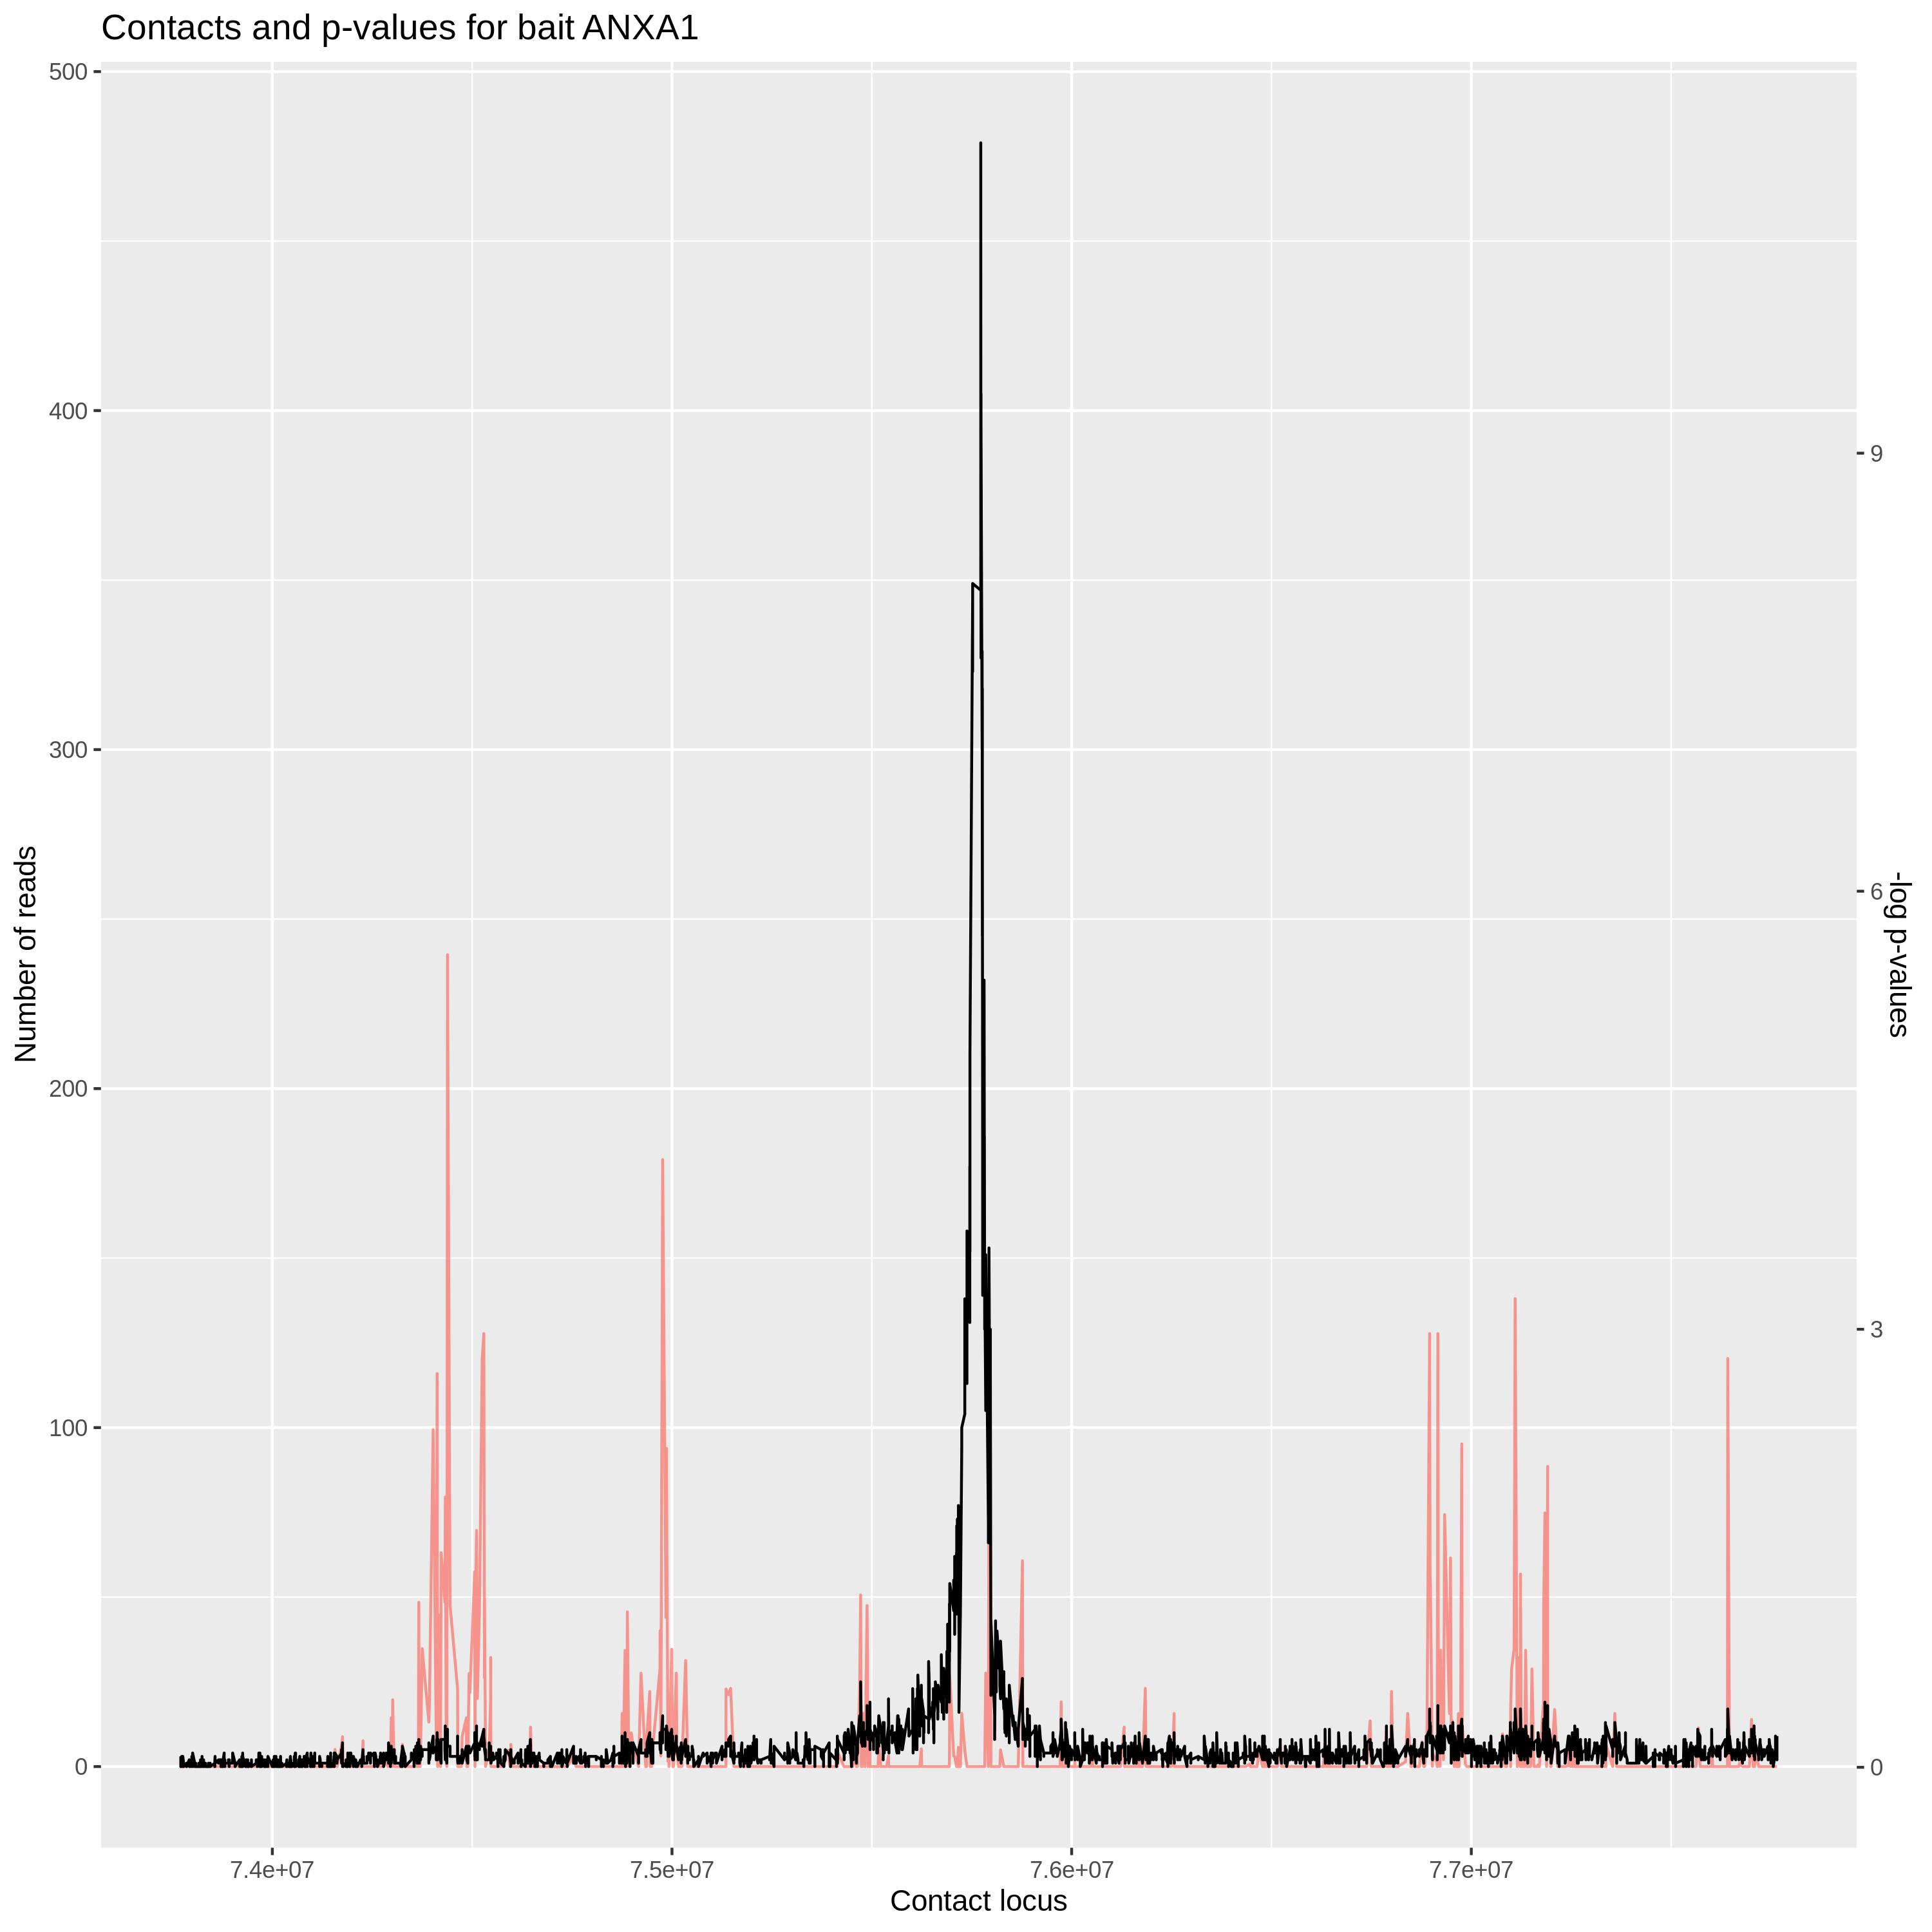 Contacts and p-values for bait ANXA1
500
400
300
200
100
0
Number of reads
9
6
3
0
-log p-values
7.4e+07 7.5e+07 7.6e+07 7.7e+07
Contact locus